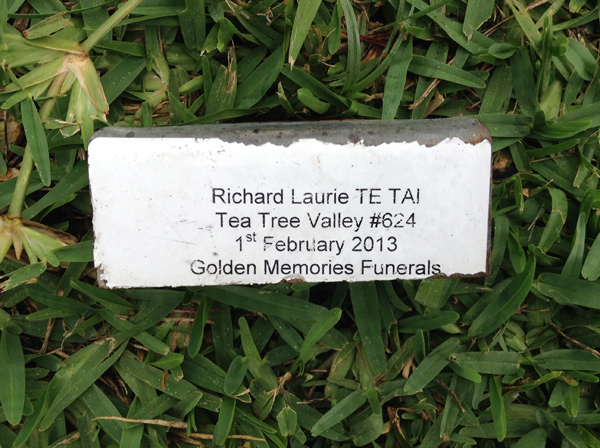 Richard Laurie TE TAI
Tea Tree Valley #624
1st February 2013
Golden Memories Funerals